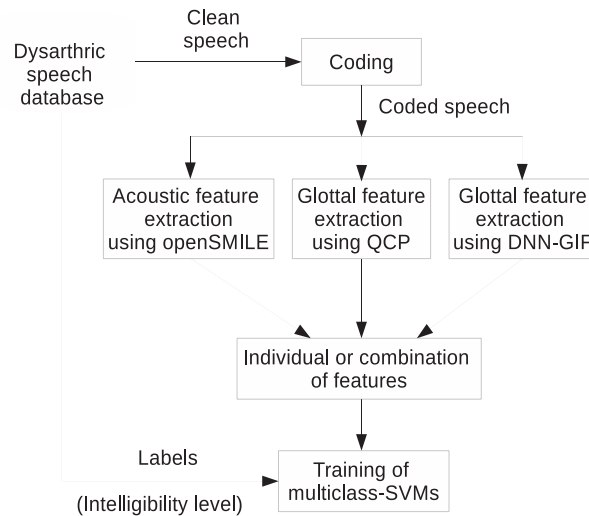 Clean
speech
Dysarthric
speech
database
Coding
Coded speech
Acoustic feature
extraction
using openSMILE
Glottal feature
extraction
using QCP
Glottal feature
extraction
using DNN-GIF
Individual or combination
of features
Labels
(Intelligibility level)
Training of
multiclass-SVMs